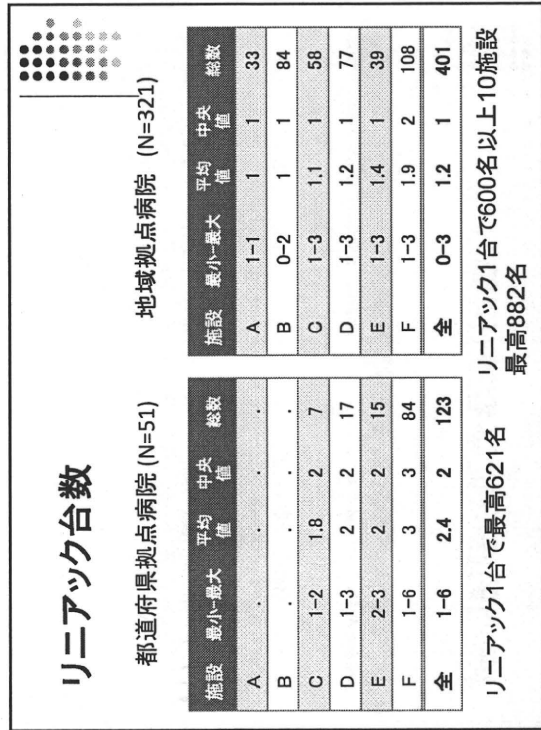 リニアック台数
都道府県拠点病院 (N=51)
施設 最小-最大 平均値 中央値 総数
A . . . .
B . . . .
C 1-2 1.8 2 7
D 1-3 2 2 17
E 2-3 2 2 15
F 1-6 3 3 84
全 1-6 2.4 2 123
リニアック1台で最高621名
地域拠点病院 (N=321)
施設 最小-最大 平均値 中央値 総数
A 1-1 1 1 33
B 0-2 1 1 84
C 1-3 1.1 1 58
D 1-3 1.2 1 77
E 1-3 1.4 1 39
F 1-3 1.9 2 108
全 0-3 1.2 1 401
リニアック1台で600名以上10施設
最高882名